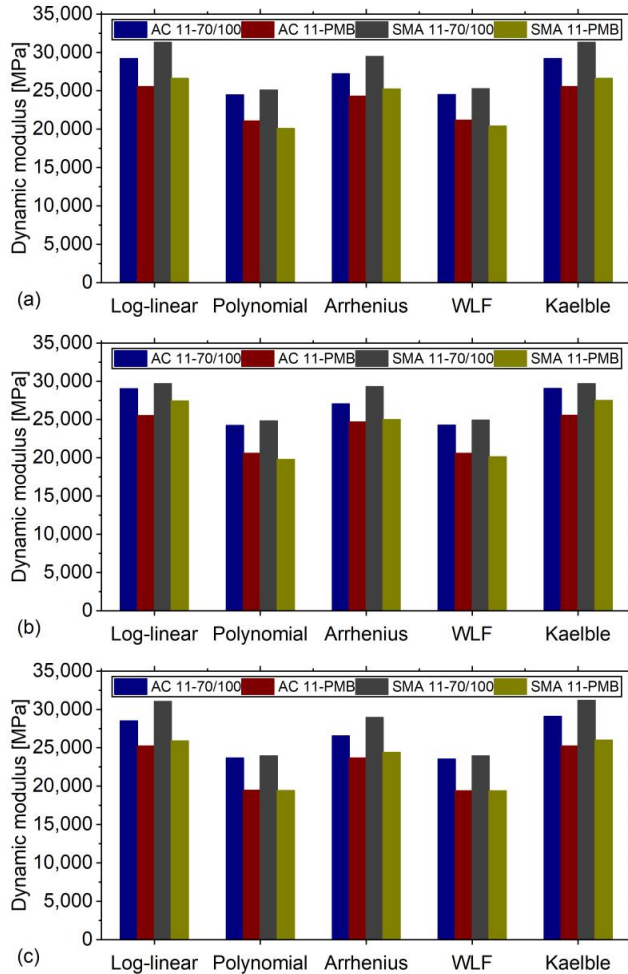 35,000
AC 11-70/100 AC 11-PMB SMA 11-70/100 SMA 11-PMB
30,000
25,000
20,000
15,000
10,000
5,000
0
Dynamic modulus [MPa]
(a)
Log-linear Polynomial Arrhenius WLF Kaelble
35,000
AC 11-70/100 AC 11-PMB SMA 11-70/100 SMA 11-PMB
30,000
25,000
20,000
15,000
10,000
5,000
0
Dynamic modulus [MPa]
(b)
Log-linear Polynomial Arrhenius WLF Kaelble
35,000
AC 11-70/100 AC 11-PMB SMA 11-70/100 SMA 11-PMB
30,000
25,000
20,000
15,000
10,000
5,000
0
Dynamic modulus [MPa]
(c)
Log-linear Polynomial Arrhenius WLF Kaelble